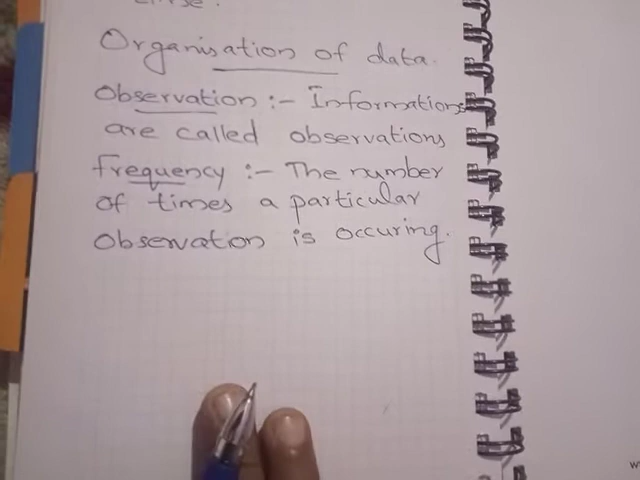 Organisation of data.
Observation :- Informations
are called observations
frequency :- The number
of times a particular
observation is occuring.